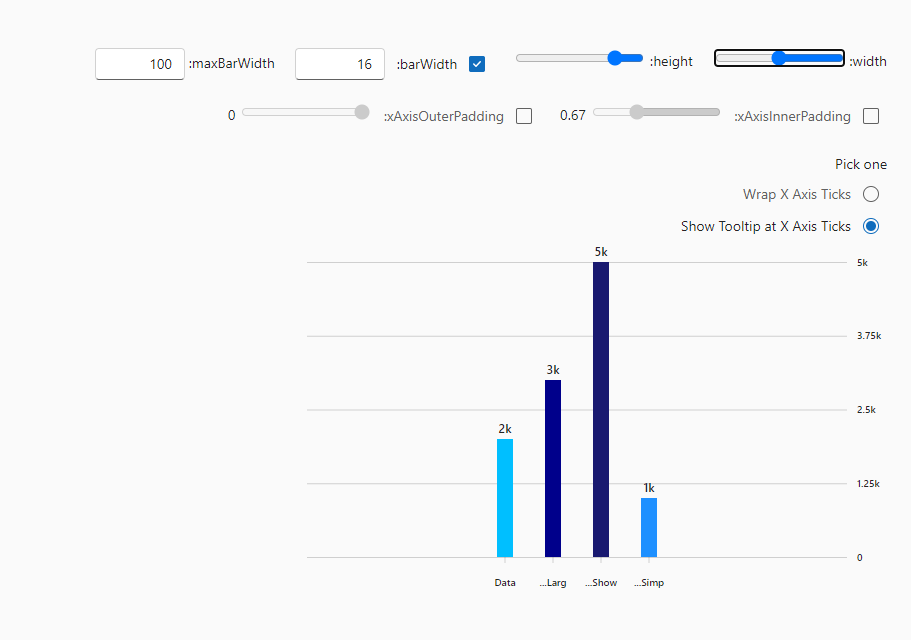 width:
height:
barWidth:
16
maxBarWidth:
100
xAxisInnerPadding:
0.67
xAxisOuterPadding:
0
Pick one
Wrap X Axis Ticks
Show Tooltip at X Axis Ticks
5k
5k
3.75k
3k
2.5k
2k
1.25k
1k
0
Data
...Larg
...Show
...Simp